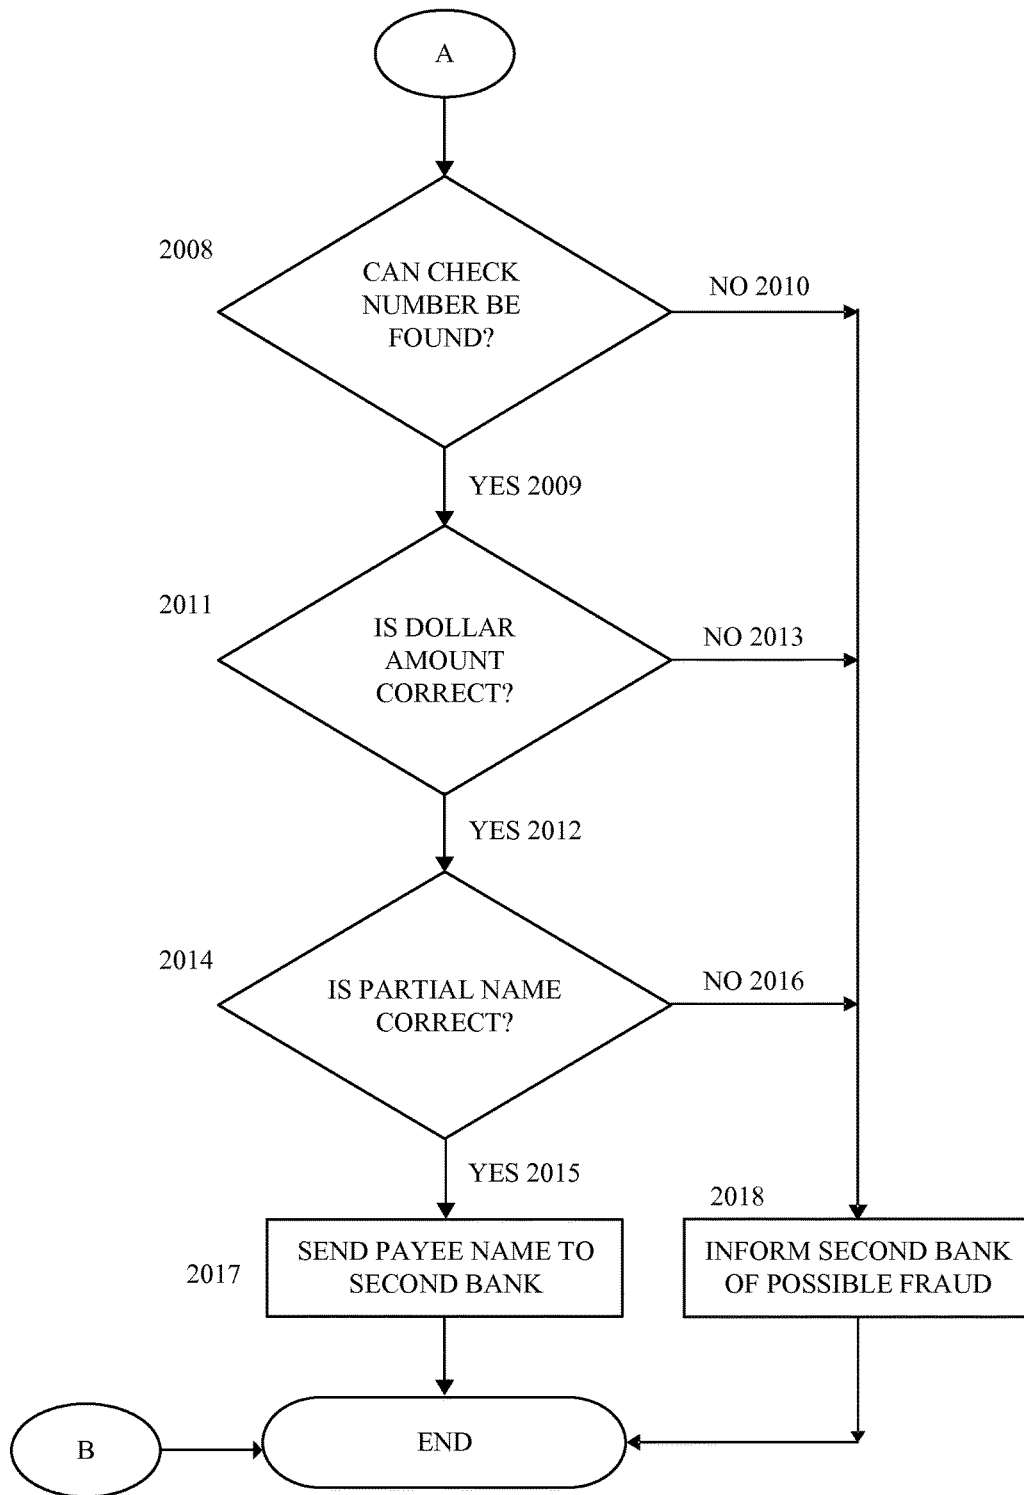 A
2008
CAN CHECK
NUMBER BE
FOUND?
NO 2010
YES 2009
2011
IS DOLLAR
AMOUNT
CORRECT?
NO 2013
YES 2012
2014
IS PARTIAL NAME
CORRECT?
NO 2016
YES 2015
2018
2017
SEND PAYEE NAME TO
SECOND BANK
INFORM SECOND BANK
OF POSSIBLE FRAUD
B
END